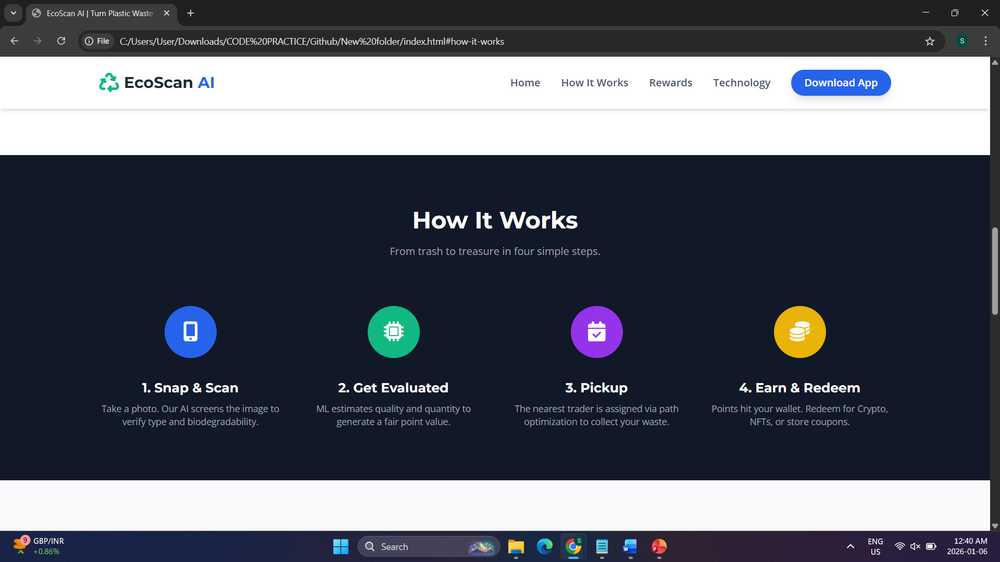 EcoScan AI | Turn Plastic Waste
File
C:/Users/User/Downloads/CODE%20PRACTICE/Github/New%20folder/index.html#how-it-works
S
EcoScan AI
Home
How It Works
Rewards
Technology
Download App
How It Works
From trash to treasure in four simple steps.
1. Snap & Scan
Take a photo. Our AI screens the image to
verify type and biodegradability.
2. Get Evaluated
ML estimates quality and quantity to
generate a fair point value.
3. Pickup
The nearest trader is assigned via path
optimization to collect your waste.
4. Earn & Redeem
Points hit your wallet. Redeem for Crypto,
NFTs, or store coupons.
9
GBP/INR
+0.86%
Search
S
W
P
ENG
US
12:40 AM
2026-01-06